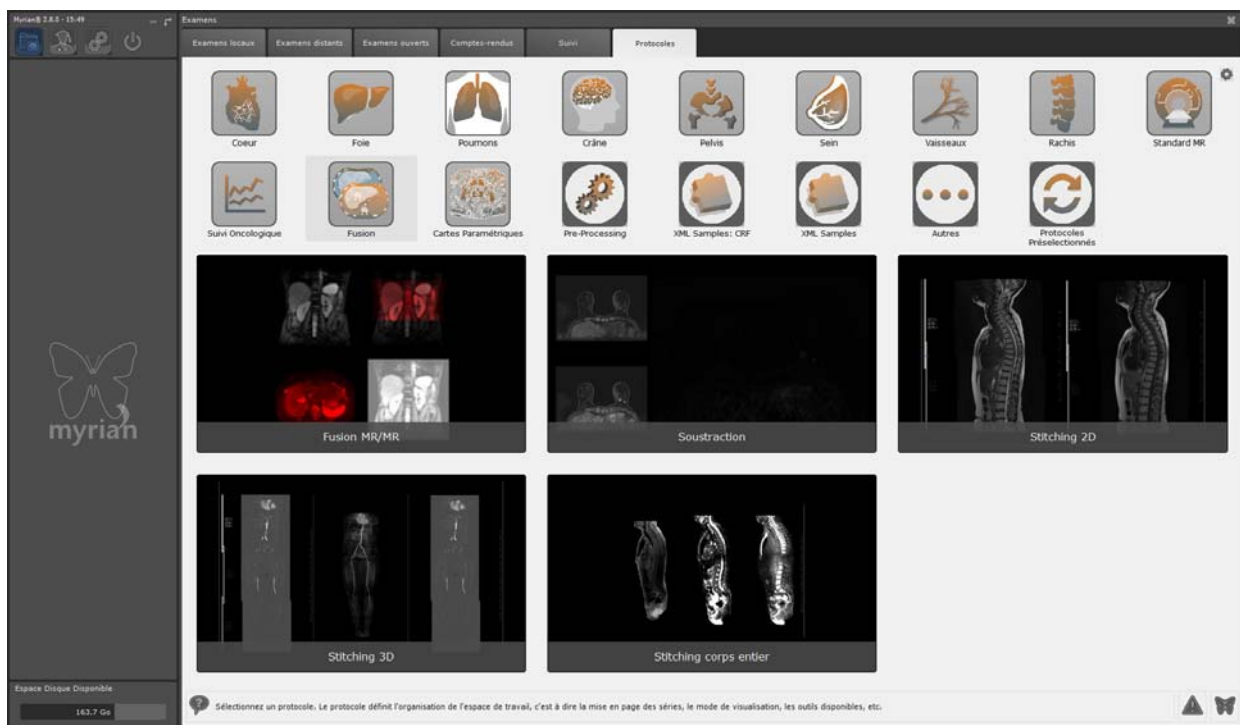 Myrian® 2.8.0 - 15:49
Examens
Examens locaux
Examens distants
Examens ouverts
Comptes-rendus
Suivi
Protocoles
Coeur
Foie
Poumons
Crâne
Pelvis
Sein
Vaisseaux
Rachis
Standard MR
Suivi Oncologique
Fusion
Cartes Paramétriques
Pre-Processing
XML Samples: CRF
XML Samples
Autres
Protocoles
Préselectionnés
myrian
Fusion MR/MR
Soustraction
Stitching 2D
Stitching 3D
Stitching corps entier
Espace Disque Disponible
163.7 Go
Sélectionnez un protocole. Le protocole définit l'organisation de l'espace de travail, c'est à dire la mise en page des séries, le mode de visualisation, les outils disponibles, etc.